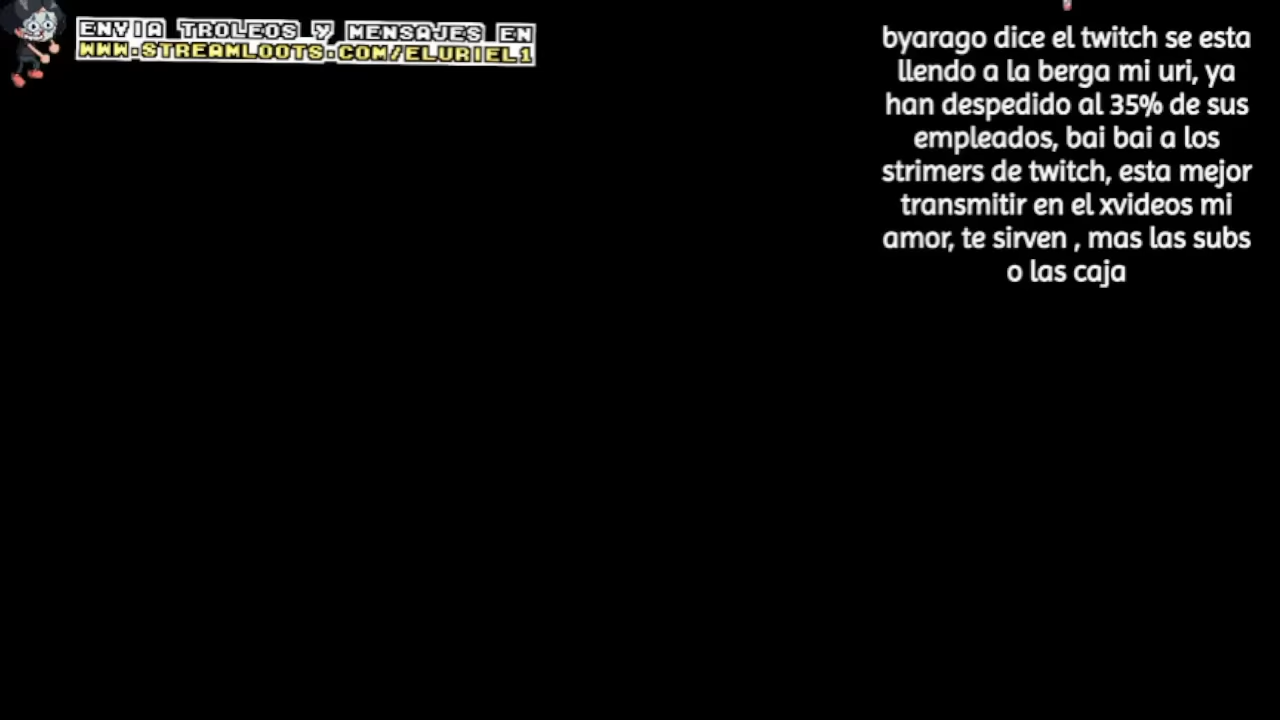 ENVIA TROLEOS Y MENSAJES EN
WWW.STREAMLOOTS.COM/ELURIEL1
byarago dice el twitch se esta
llendo a la berga mi uri, ya
han despedido al 35% de sus
empleados, bai bai a los
strimers de twitch, esta mejor
transmitir en el xvideos mi
amor, te sirven , mas las subs
o las caja